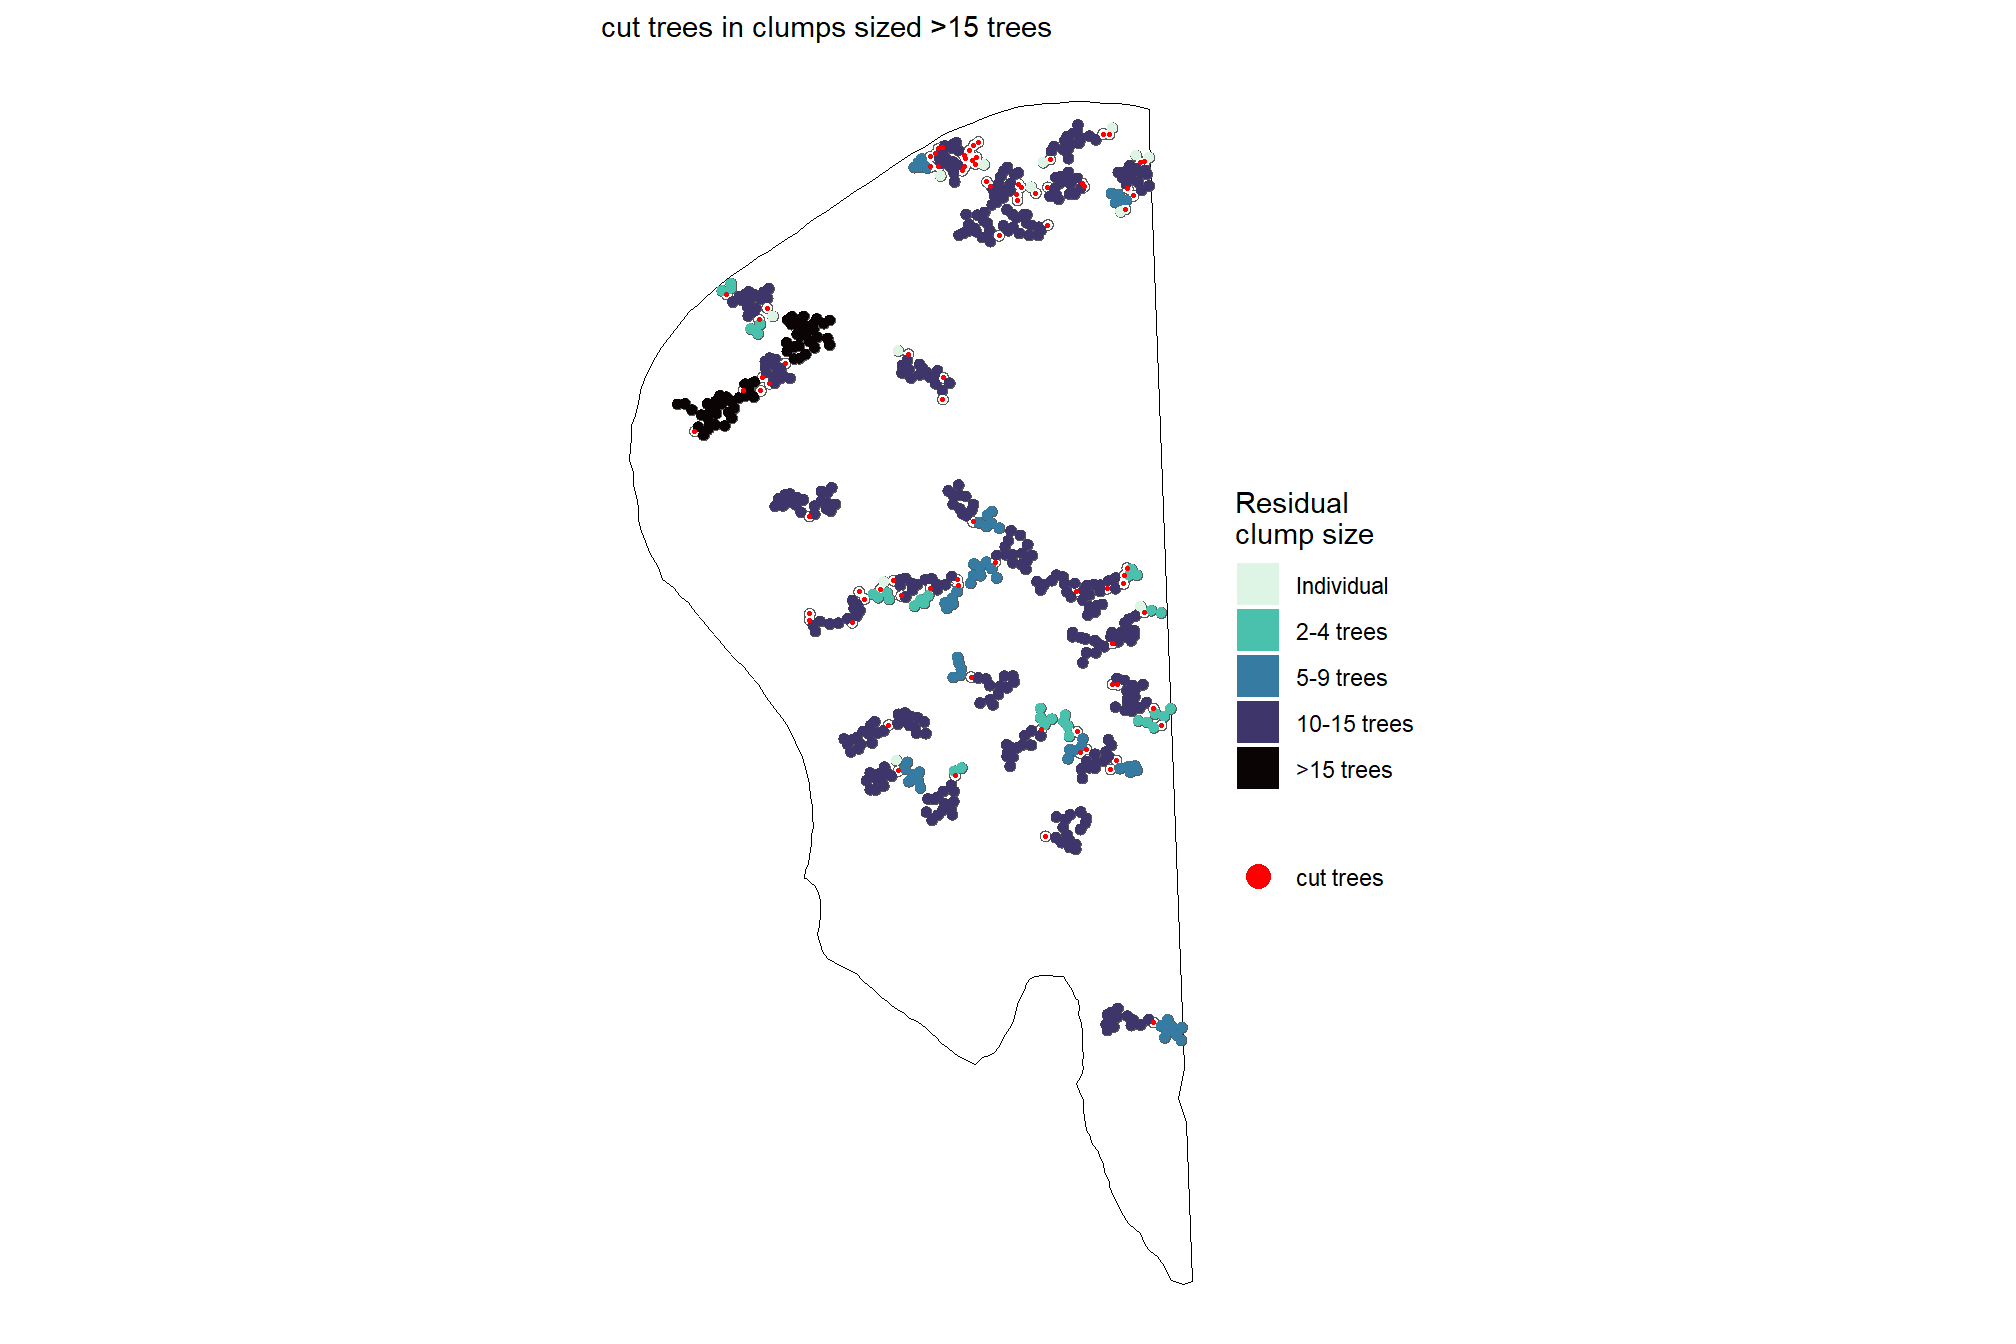 cut trees in clumps sized >15 trees
Residual
clump size
Individual
2-4 trees
5-9 trees
10-15 trees
>15 trees
cut trees